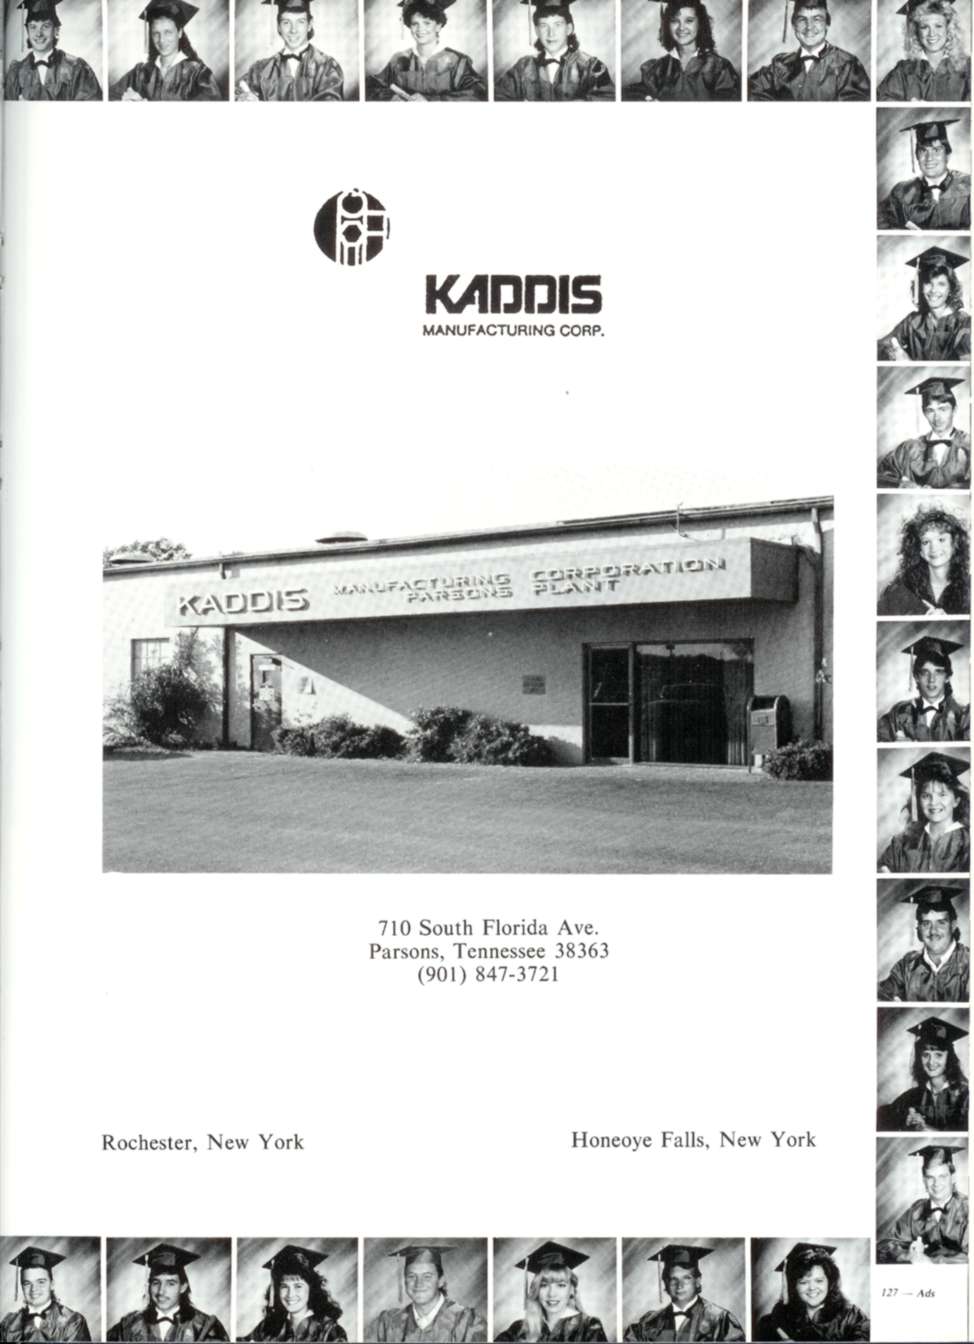 KADDIS
MANUFACTURING CORP.
KADDIS MANUFACTURING CORPORATION
PARSONS PLANT
710 South Florida Ave.
Parsons, Tennessee 38363
(901) 847-3721
Rochester, New York
Honeoye Falls, New York
127 — Ads